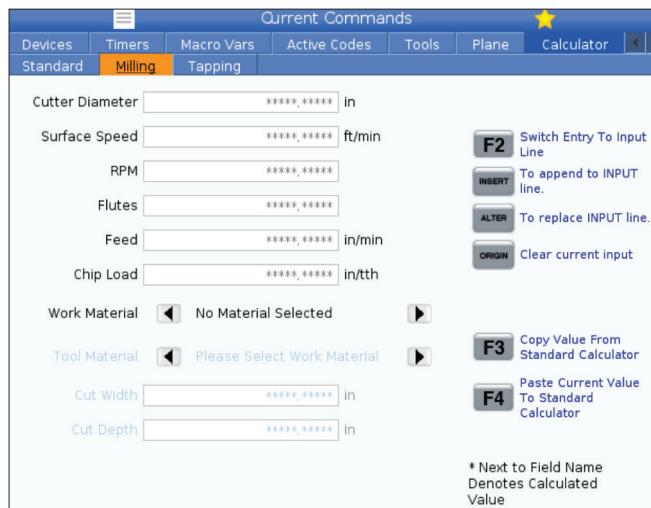 Current Commands
Devices Timers Macro Vars Active Codes Tools Plane Calculator
Standard Milling Tapping
Cutter Diameter *****.***** in
Surface Speed *****.***** ft/min
RPM *****.*****
Flutes *****.*****
Feed *****.***** in/min
Chip Load *****.***** in/tth
Work Material No Material Selected
Tool Material Please Select Work Material
Cut Width *****.***** in
Cut Depth *****.***** in
F2 Switch Entry To Input
Line
INSERT To append to INPUT
line.
ALTER To replace INPUT line.
ORIGIN Clear current input
F3 Copy Value From
Standard Calculator
F4 Paste Current Value
To Standard
Calculator
* Next to Field Name
Denotes Calculated
Value